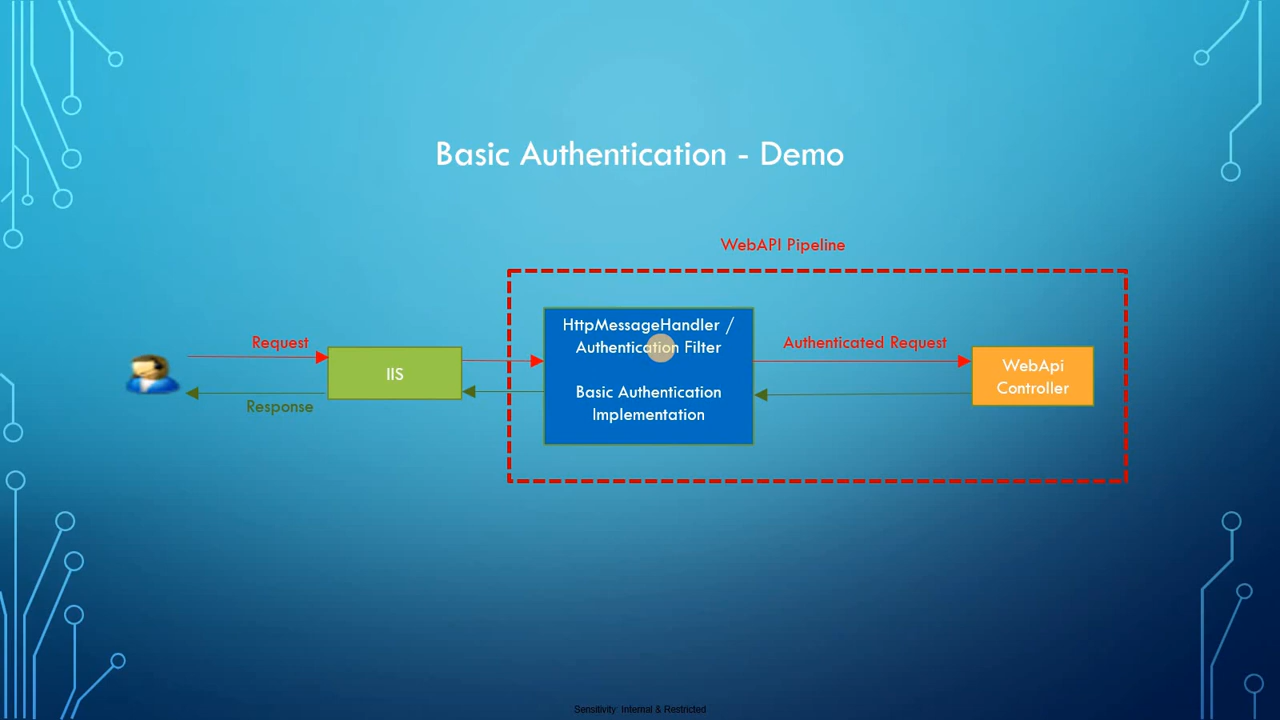 Basic Authentication - Demo
WebAPI Pipeline
Request
IIS
Response
HttpMessageHandler /
Authentication Filter
Basic Authentication
Implementation
Authenticated Request
WebApi
Controller
Sensitivity: Internal & Restricted